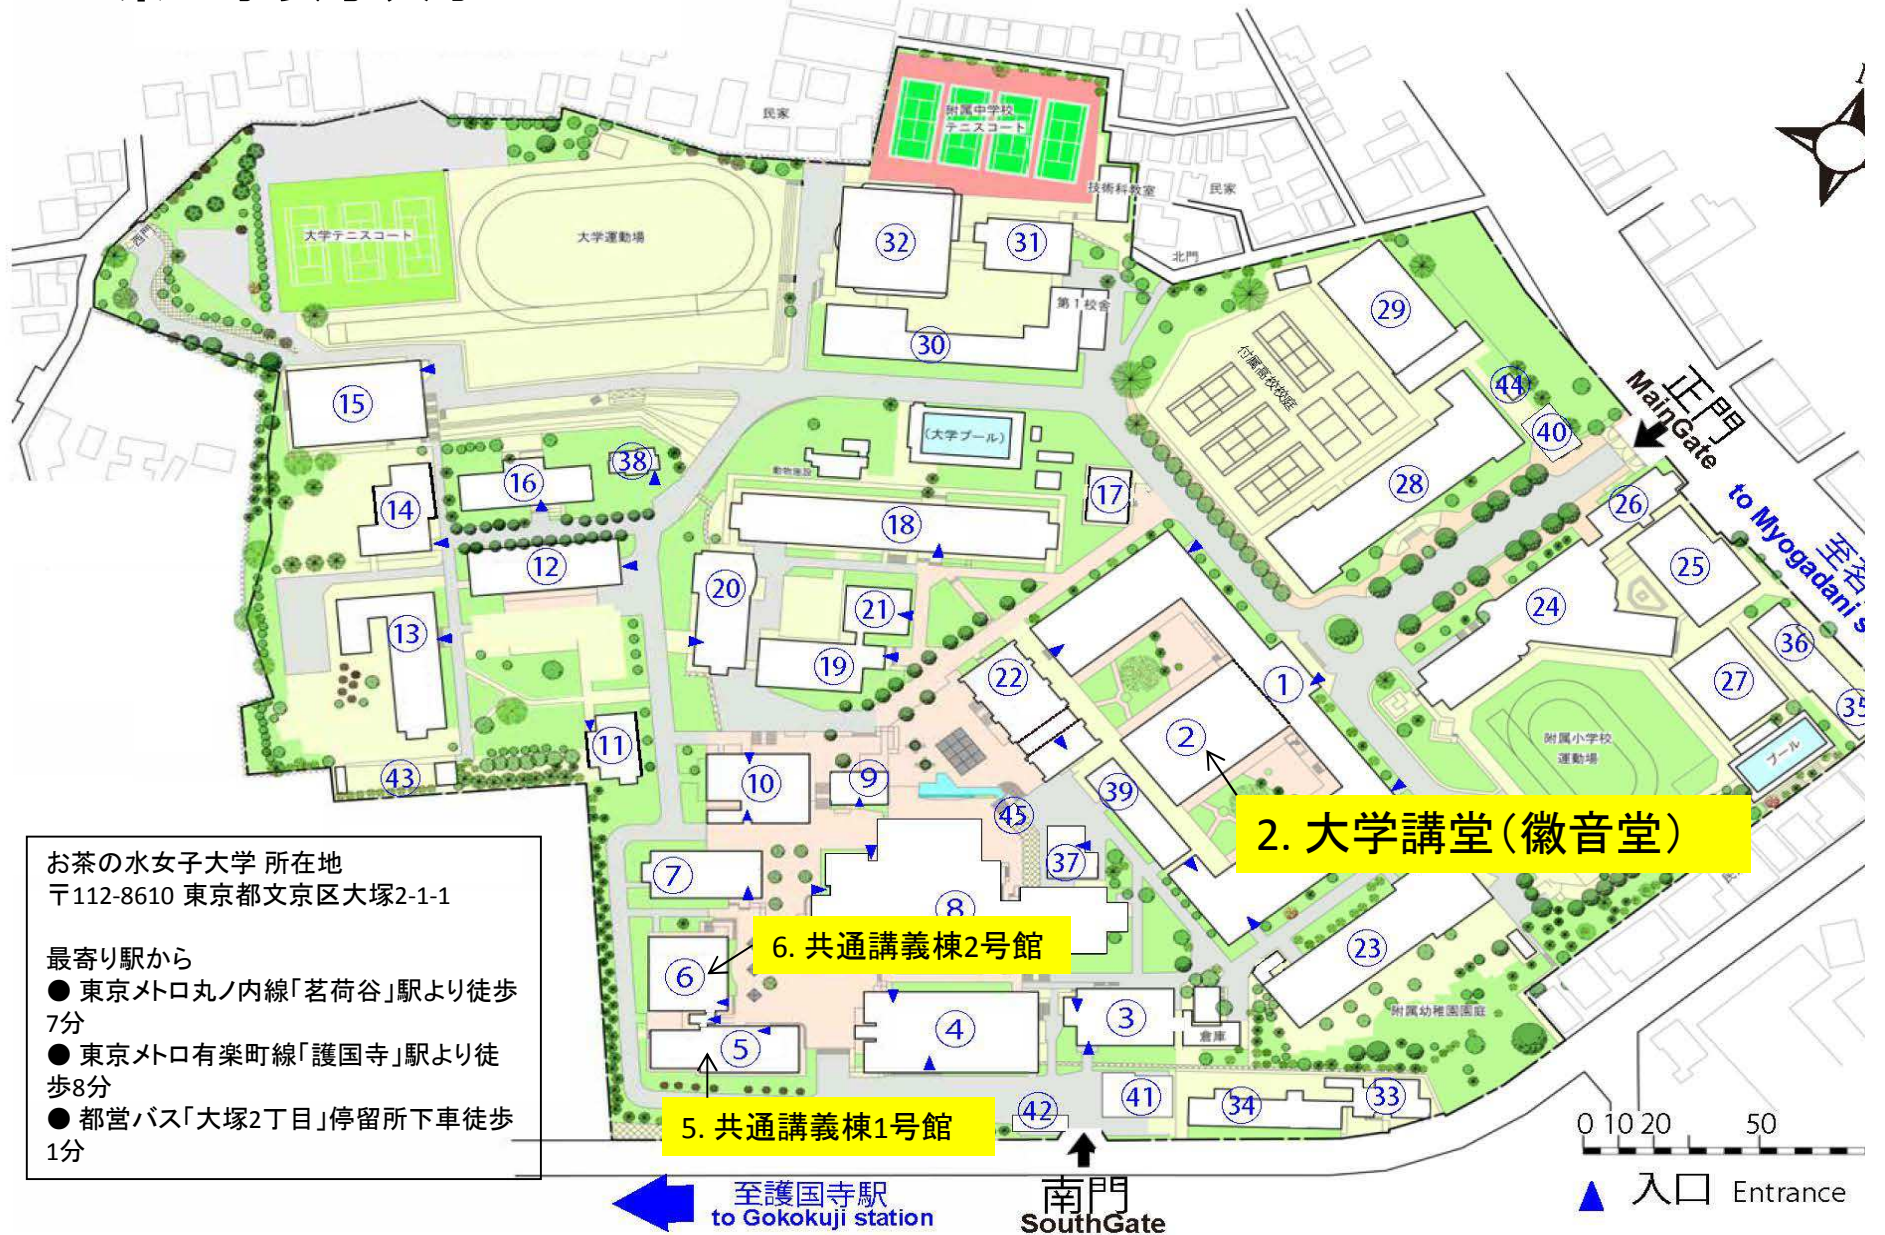 民家
附属中学校
テニスコート
技術科教室
民家
北門
西門
大学テニスコート
大学運動場
32
31
第1校舎
30
29
付属高校校庭
44
40
正門
MainGate
to Myogadani s
28
26
25
24
36
27
35
附属小学校
運動場
プール
15
38
16
14
12
13
11
43
(大学プール)
動物施設
17
18
20
21
19
22
1
2
39
2. 大学講堂(徽音堂)
10
9
45
37
7
8
6. 共通講義棟2号館
6
5
4
3
倉庫
23
附属幼稚園園庭
5. 共通講義棟1号館
42
41
34
33
お茶の水女子大学 所在地
〒112-8610 東京都文京区大塚2-1-1
最寄り駅から
● 東京メトロ丸ノ内線「茗荷谷」駅より徒歩
7分
● 東京メトロ有楽町線「護国寺」駅より徒
歩8分
● 都営バス「大塚2丁目」停留所下車徒歩
1分
至護国寺駅
to Gokokuji station
南門
SouthGate
0 10 20 50
入口 Entrance